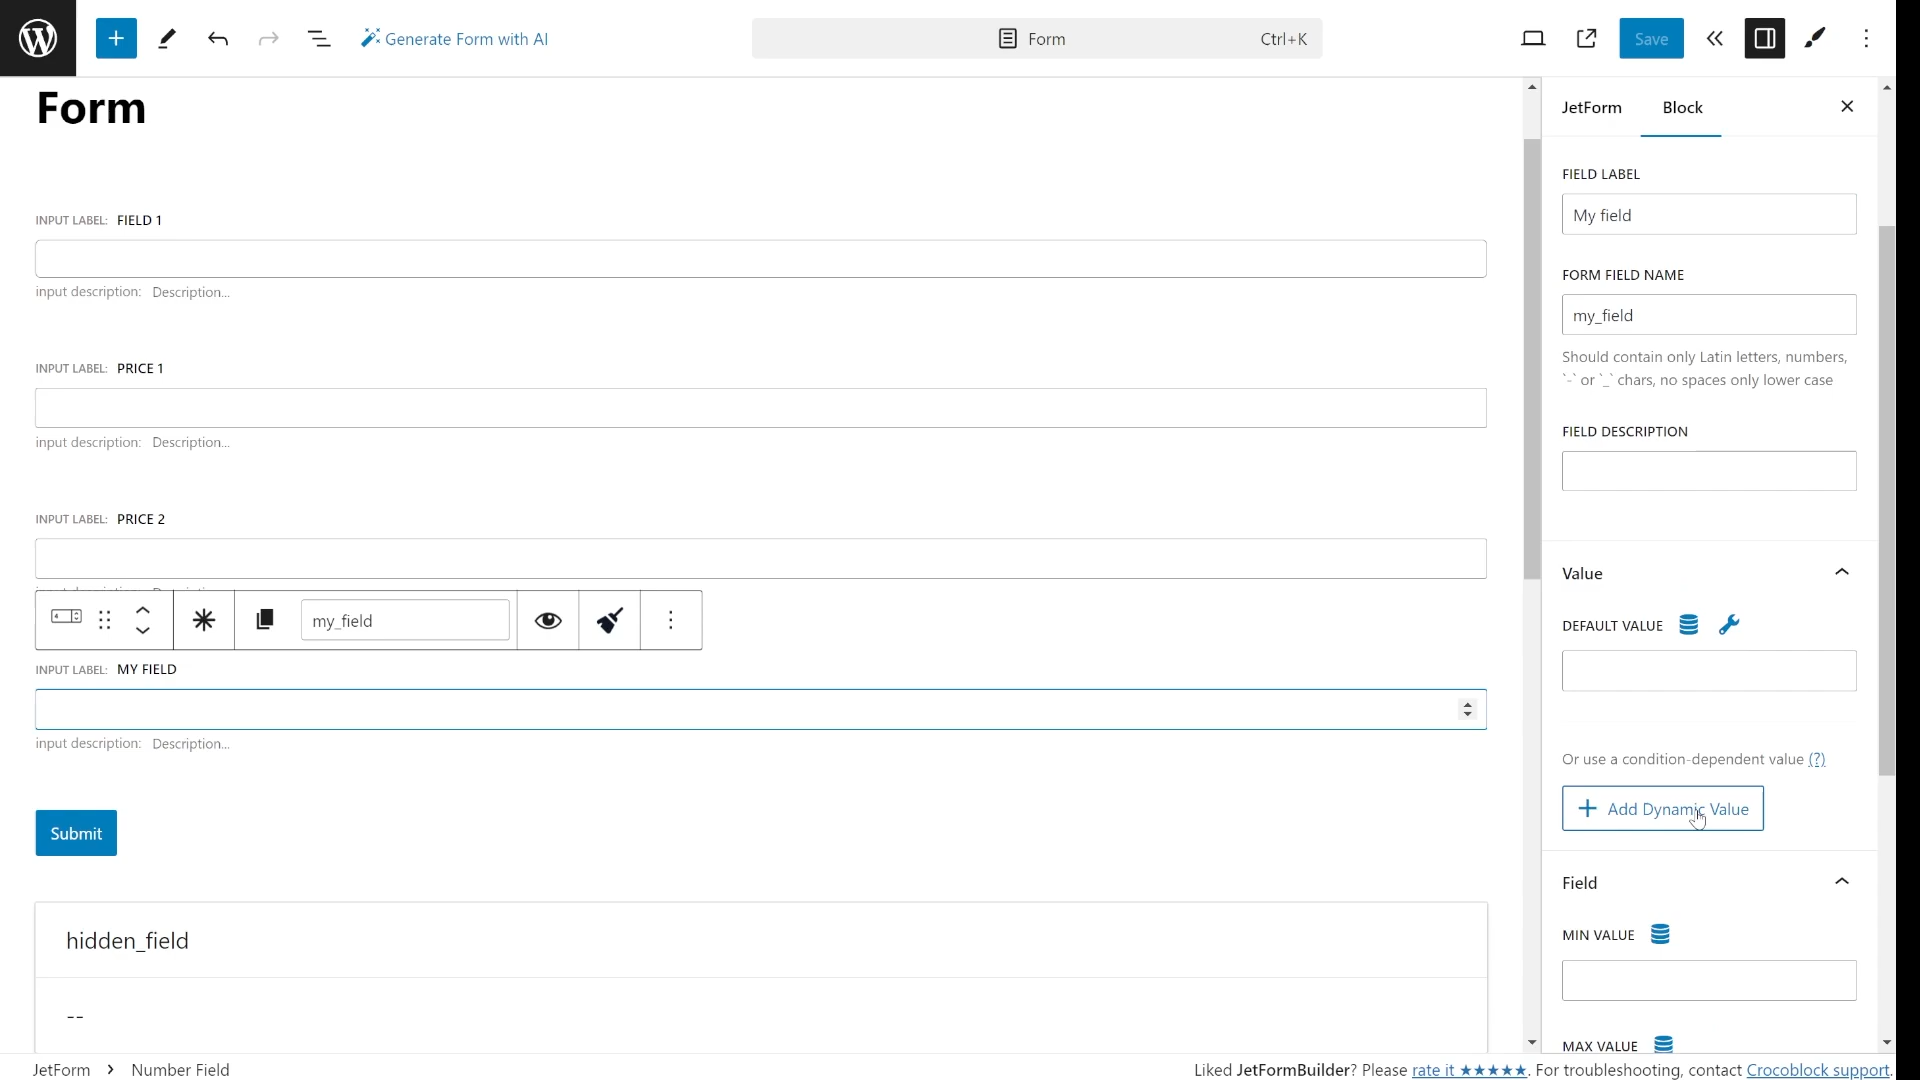 Generate Form with AI
Form
Ctrl+K
Save
Form
INPUT LABEL: FIELD 1
input description: Description...
INPUT LABEL: PRICE 1
input description: Description...
INPUT LABEL: PRICE 2
my_field
INPUT LABEL: MY FIELD
input description: Description...
Submit
hidden_field
--
JetForm
Block
FIELD LABEL
My field
FORM FIELD NAME
my_field
Should contain only Latin letters, numbers,
`-` or `_` chars, no spaces only lower case
FIELD DESCRIPTION
Value
DEFAULT VALUE
Or use a condition-dependent value (?)
Add Dynamic Value
Field
MIN VALUE
MAX VALUE
JetForm > Number Field
Liked JetFormBuilder? Please rate it ★★★★★. For troubleshooting, contact Crocoblock support.